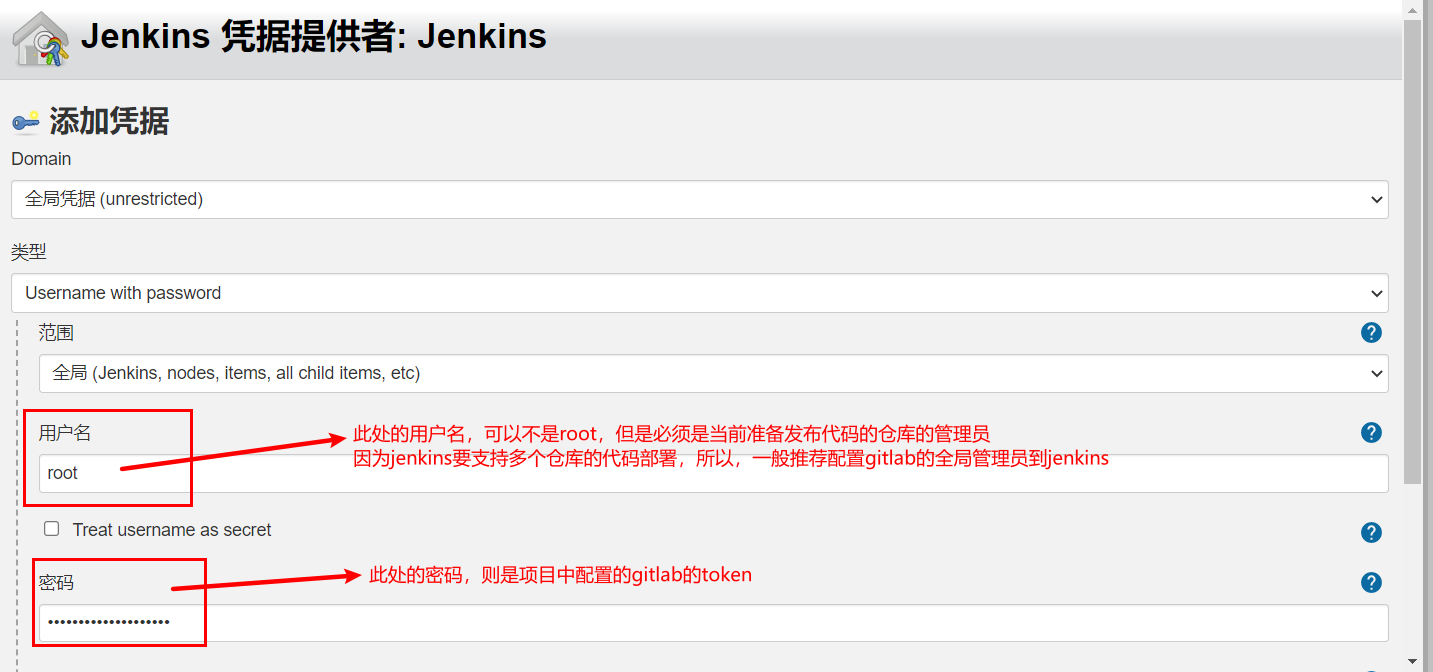 Jenkins 凭据提供者: Jenkins
添加凭据
Domain
全局凭据 (unrestricted)
类型
Username with password
范围
全局 (Jenkins, nodes, items, all child items, etc)
用户名
此处的用户名，可以不是root，但是必须是当前准备发布代码的仓库的管理员
因为jenkins要支持多个仓库的代码部署，所以，一般推荐配置gitlab的全局管理员到jenkins
root
Treat username as secret
密码
此处的密码，则是项目中配置的gitlab的token
••••••••••••••••••••